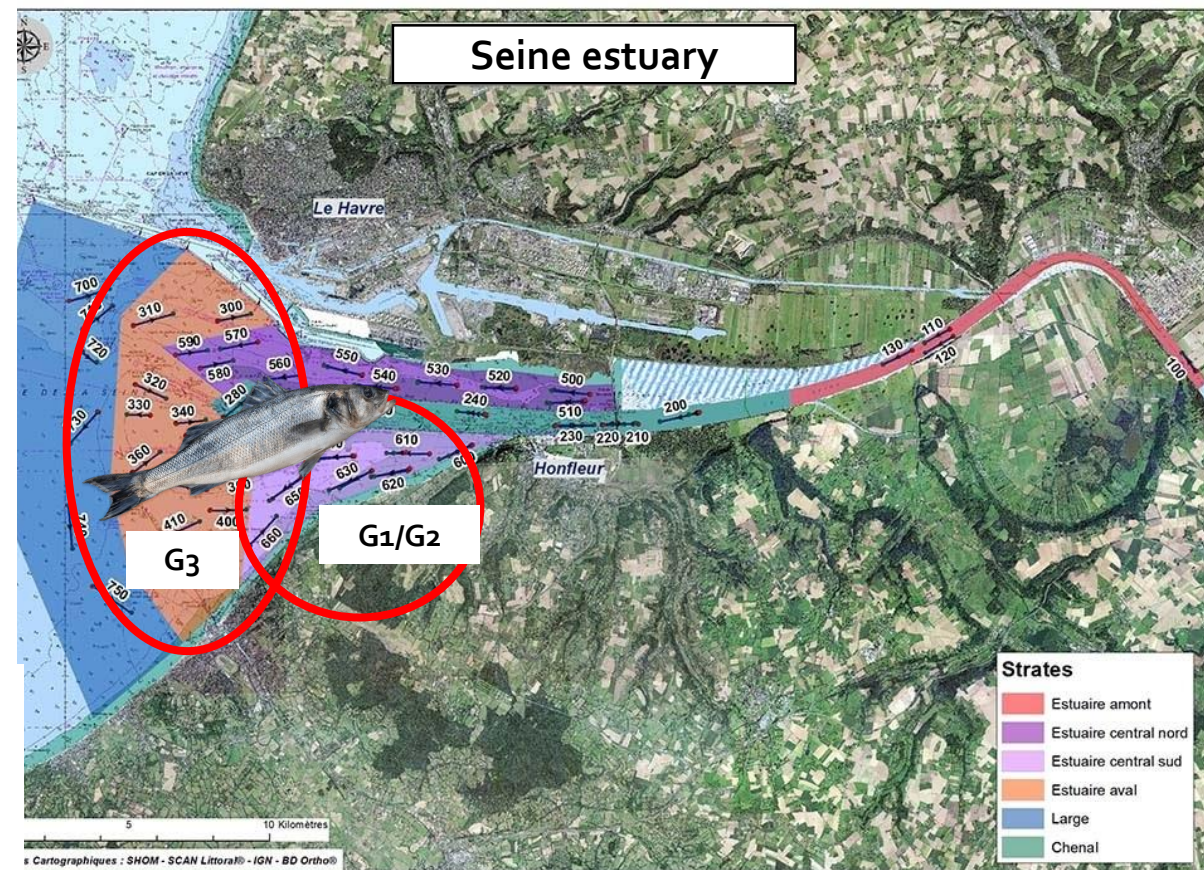 Seine estuary
Le Havre
Honfleur
700
720
730
740
750
310
300
590
570
580
560
550
540
530
520
500
510
280
320
330
340
360
240
200
230
220
210
610
600
630
620
650
660
410
400
130
110
120
100
G3
G1/G2
Strates
Estuaire amont
Estuaire central nord
Estuaire central sud
Estuaire aval
Large
Chenal
5
10 Kilomètres
s Cartographiques : SHOM - SCAN Littoral® - IGN - BD Ortho®